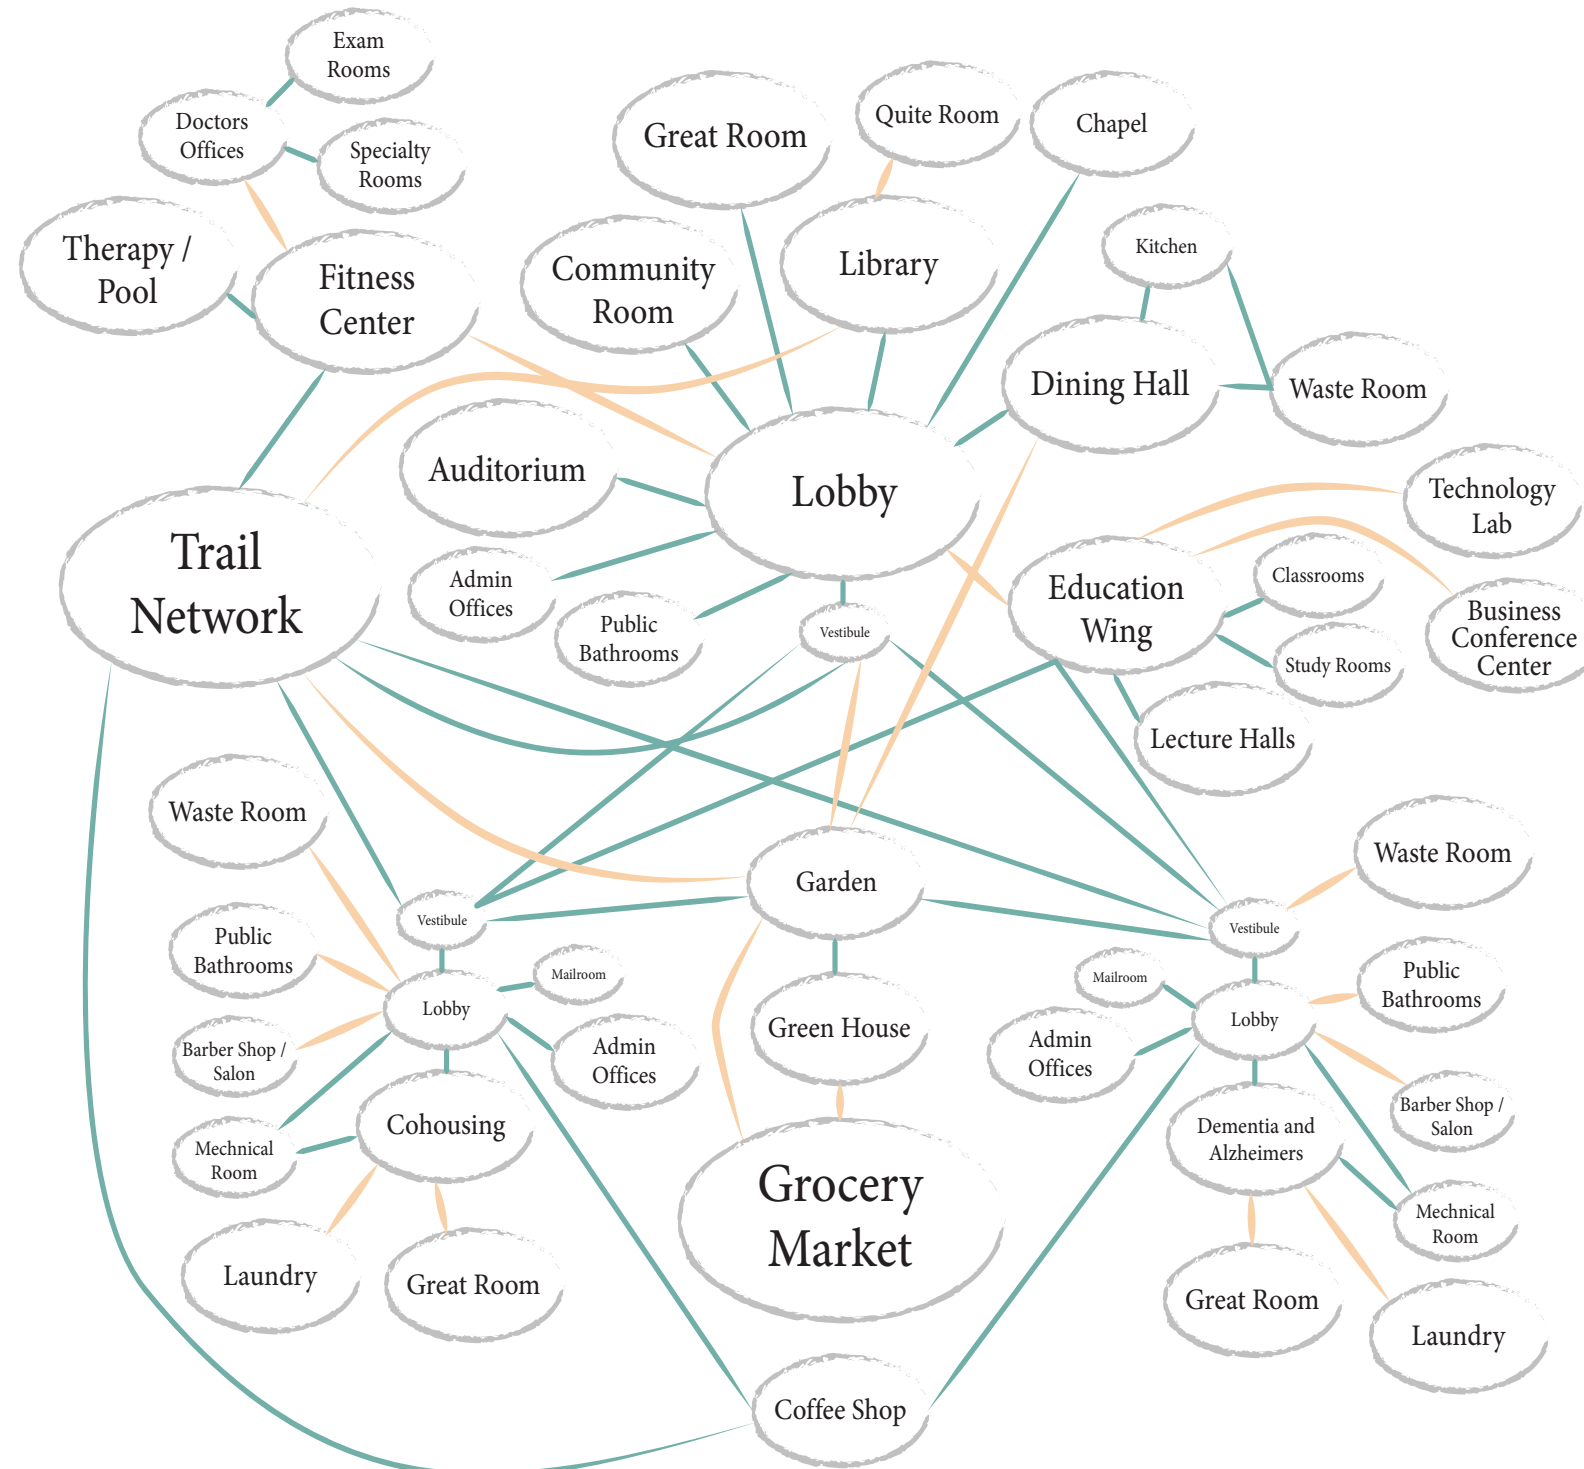 Exam
Rooms
Doctors
Offices
Specialty
Rooms
Great Room
Quite Room
Chapel
Therapy /
Pool
Fitness
Center
Community
Room
Library
Kitchen
Dining Hall
Waste Room
Auditorium
Lobby
Technology
Lab
Trail
Network
Admin
Offices
Public
Bathrooms
Vestibule
Education
Wing
Classrooms
Study Rooms
Business
Conference
Center
Lecture Halls
Waste Room
Garden
Waste Room
Vestibule
Vestibule
Public
Bathrooms
Mailroom
Lobby
Barber Shop /
Salon
Admin
Offices
Green House
Mailroom
Admin
Offices
Lobby
Public
Bathrooms
Cohousing
Mechnical
Room
Dementia and
Alzheimers
Barber Shop /
Salon
Grocery
Market
Mechnical
Room
Laundry
Great Room
Great Room
Laundry
Coffee Shop